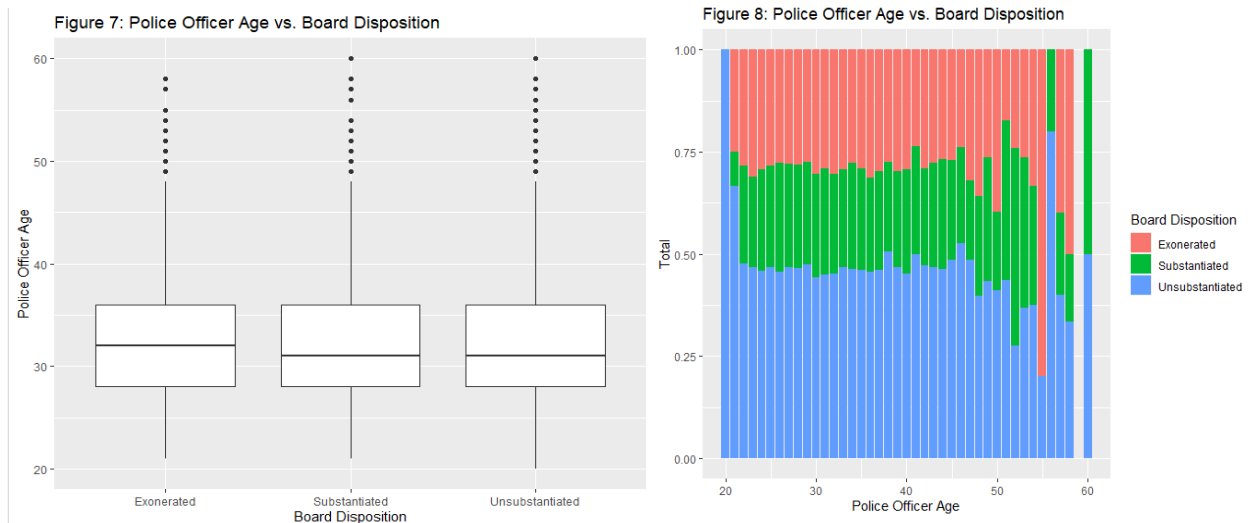 Figure 7: Police Officer Age vs. Board Disposition
60
50
40
30
20
Police Officer Age
Exonerated
Substantiated
Unsubstantiated
Board Disposition
Figure 8: Police Officer Age vs. Board Disposition
1.00
0.75
0.50
0.25
0.00
Total
20
30
40
50
60
Police Officer Age
Board Disposition
Exonerated
Substantiated
Unsubstantiated